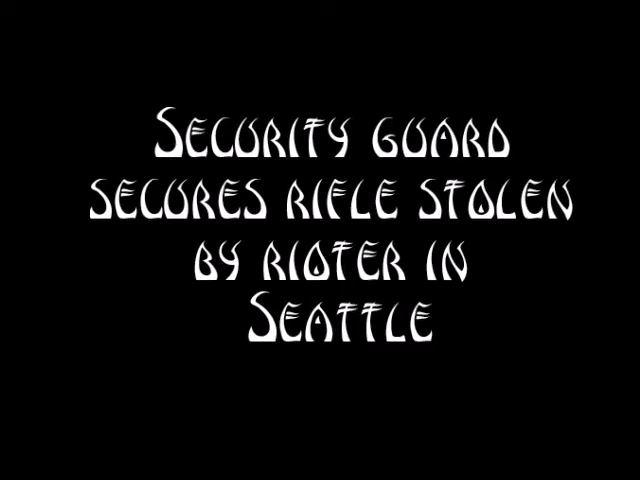 Security guard
secures rifle stolen
by rioter in
Seattle